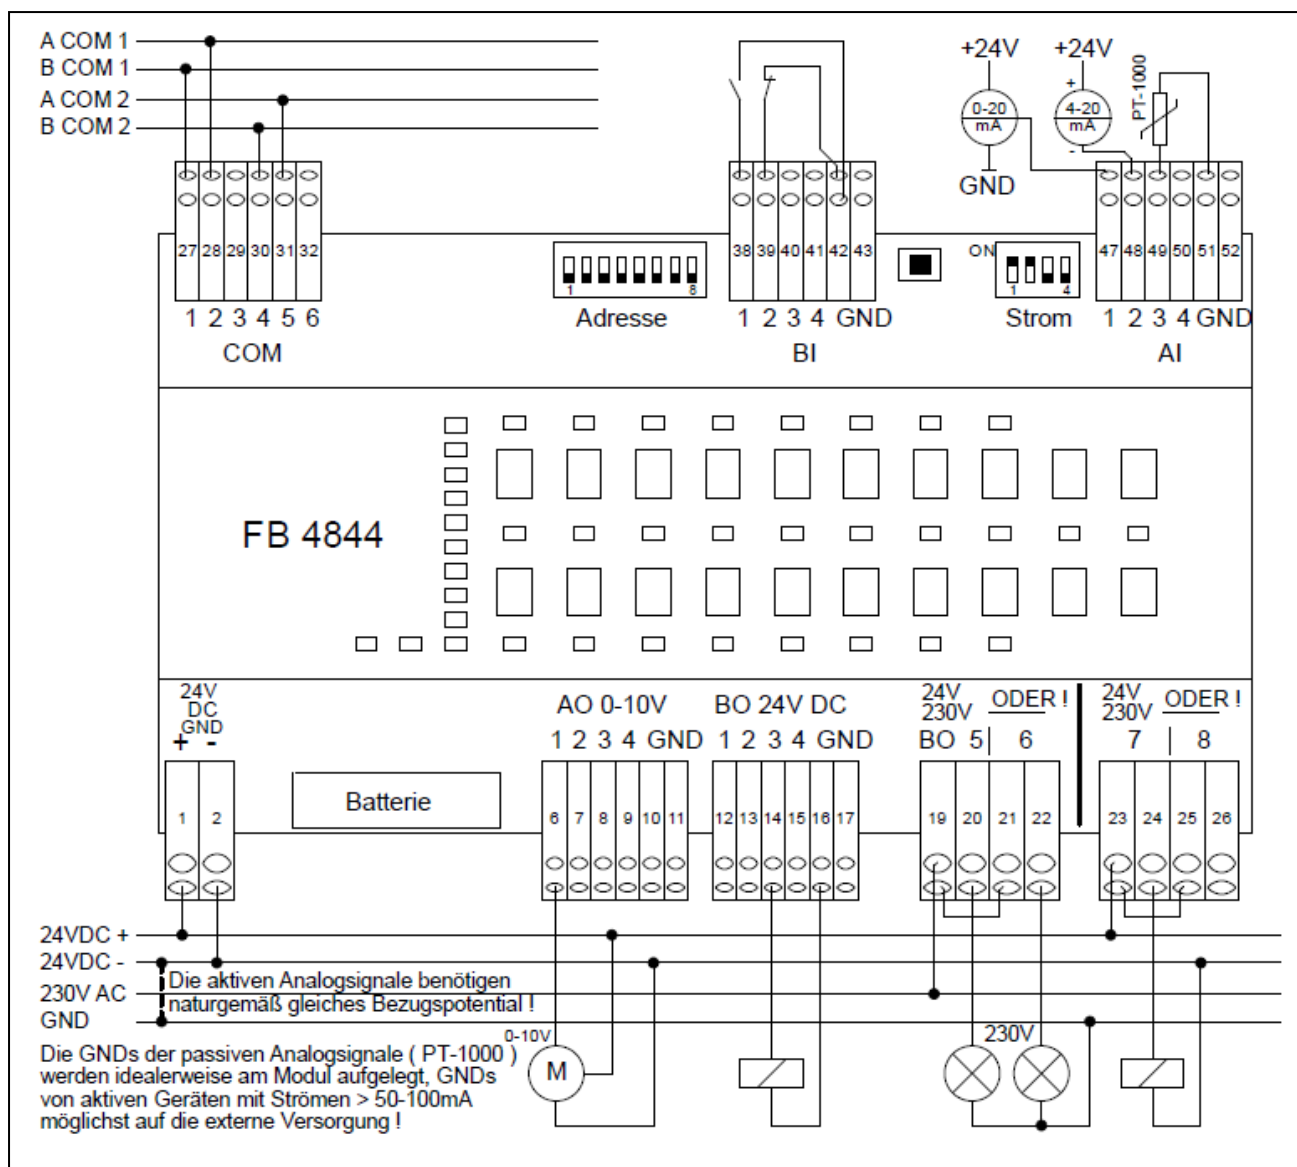 A COM 1
B COM 1
A COM 2
B COM 2
+24V +24V
0-20 mA
+ 4-20 mA -
PT-1000
GND
27 28 29 30 31 32
38 39 40 41 42 43
ON
47 48 49 50 51 52
1 8
1 4
1 2 3 4 5 6
COM
Adresse
1 2 3 4 GND
BI
Strom
1 2 3 4 GND
AI
FB 4844
24V
DC
GND
+ -
AO 0-10V
1 2 3 4 GND
BO 24V DC
1 2 3 4 GND
24V
230V ODER !
BO 5| 6
24V
230V ODER !
7 | 8
Batterie
1 2
6 7 8 9 10 11
12 13 14 15 16 17
19 20 21 22
23 24 25 26
24VDC +
24VDC -
230V AC
GND
Die aktiven Analogsignale benötigen
naturgemäß gleiches Bezugspotential !
0-10V
M
230V
Die GNDs der passiven Analogsignale ( PT-1000 )
werden idealerweise am Modul aufgelegt, GNDs
von aktiven Geräten mit Strömen > 50-100mA
möglichst auf die externe Versorgung !